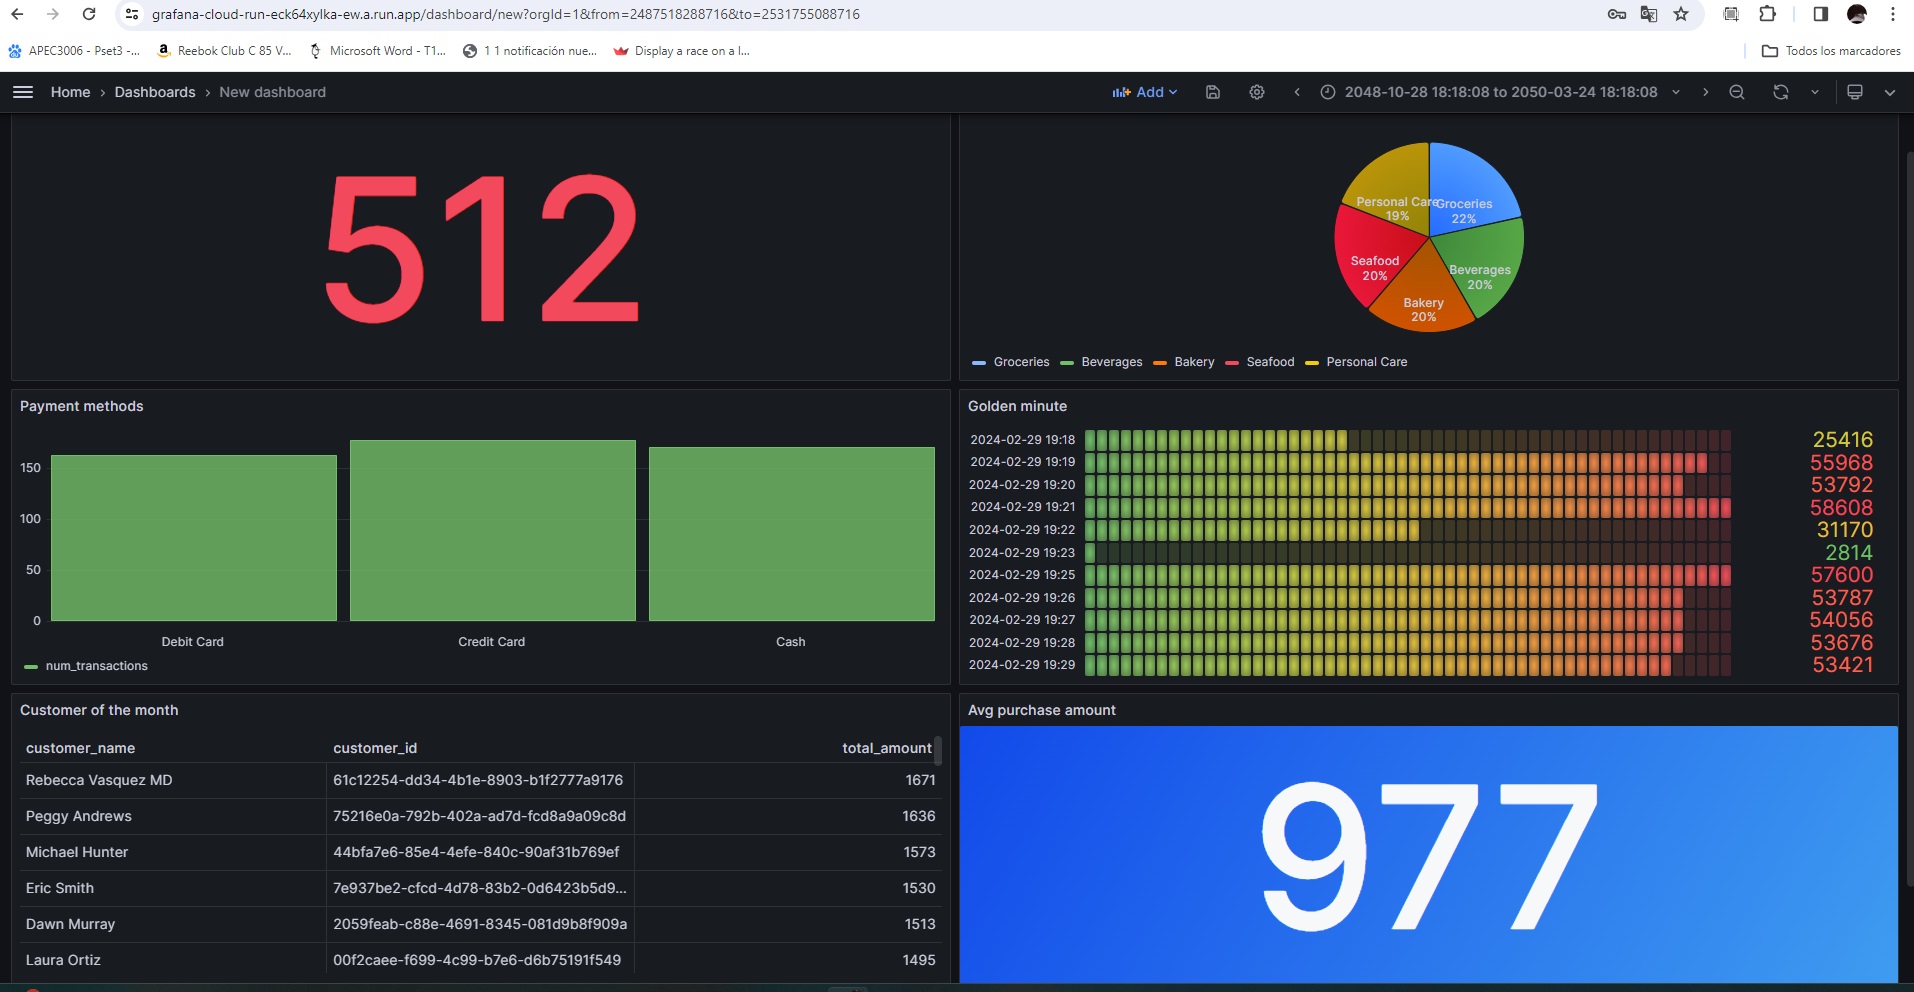 grafana-cloud-run-eck64xylka-ew.a.run.app/dashboard/new?orgId=1&from=2487518288716&to=2531755088716
APEC3006 - Pset3 -... Reebok Club C 85 V... Microsoft Word - T1... 1 1 notificación nue... Display a race on a l... Todos los marcadores
Home > Dashboards > New dashboard Add 2048-10-28 18:18:08 to 2050-03-24 18:18:08
512
Personal Care
19%
Groceries
22%
Seafood
20%
Beverages
20%
Bakery
20%
Groceries Beverages Bakery Seafood Personal Care
Payment methods
150
100
50
0
Debit Card Credit Card Cash
num_transactions
Golden minute
2024-02-29 19:18 25416
2024-02-29 19:19 55968
2024-02-29 19:20 53792
2024-02-29 19:21 58608
2024-02-29 19:22 31170
2024-02-29 19:23 2814
2024-02-29 19:25 57600
2024-02-29 19:26 53787
2024-02-29 19:27 54056
2024-02-29 19:28 53676
2024-02-29 19:29 53421
Customer of the month
customer_name customer_id total_amount
Rebecca Vasquez MD 61c12254-dd34-4b1e-8903-b1f2777a9176 1671
Peggy Andrews 75216e0a-792b-402a-ad7d-fcd8a9a09c8d 1636
Michael Hunter 44bfa7e6-85e4-4efe-840c-90af31b769ef 1573
Eric Smith 7e937be2-cfcd-4d78-83b2-0d6423b5d9... 1530
Dawn Murray 2059feab-c88e-4691-8345-081d9b8f909a 1513
Laura Ortiz 00f2caee-f699-4c99-b7e6-d6b75191f549 1495
Avg purchase amount
977